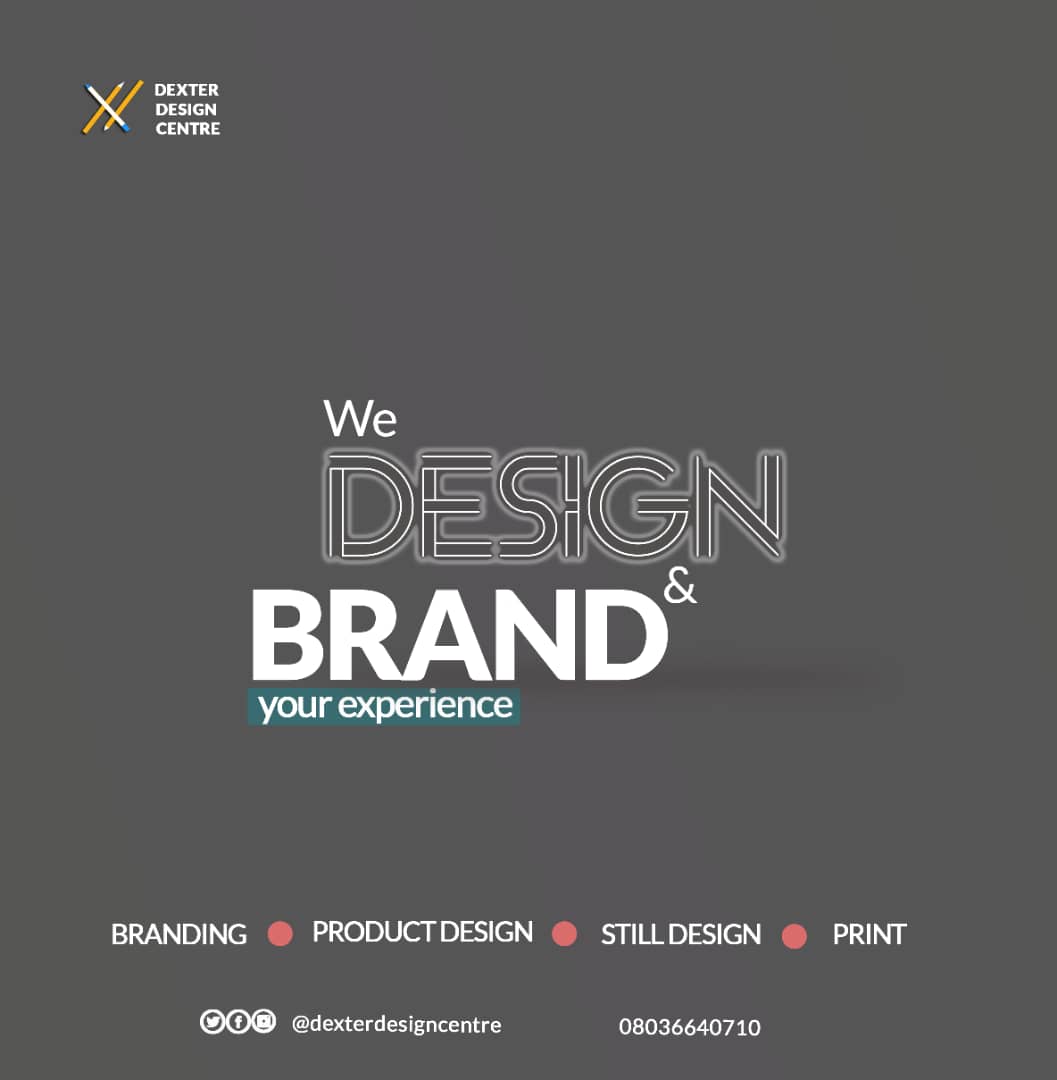 DEXTER
DESIGN
CENTRE
We
DESIGN
&
BRAND
your experience
BRANDING PRODUCT DESIGN STILL DESIGN PRINT
@dexterdesigncentre 08036640710